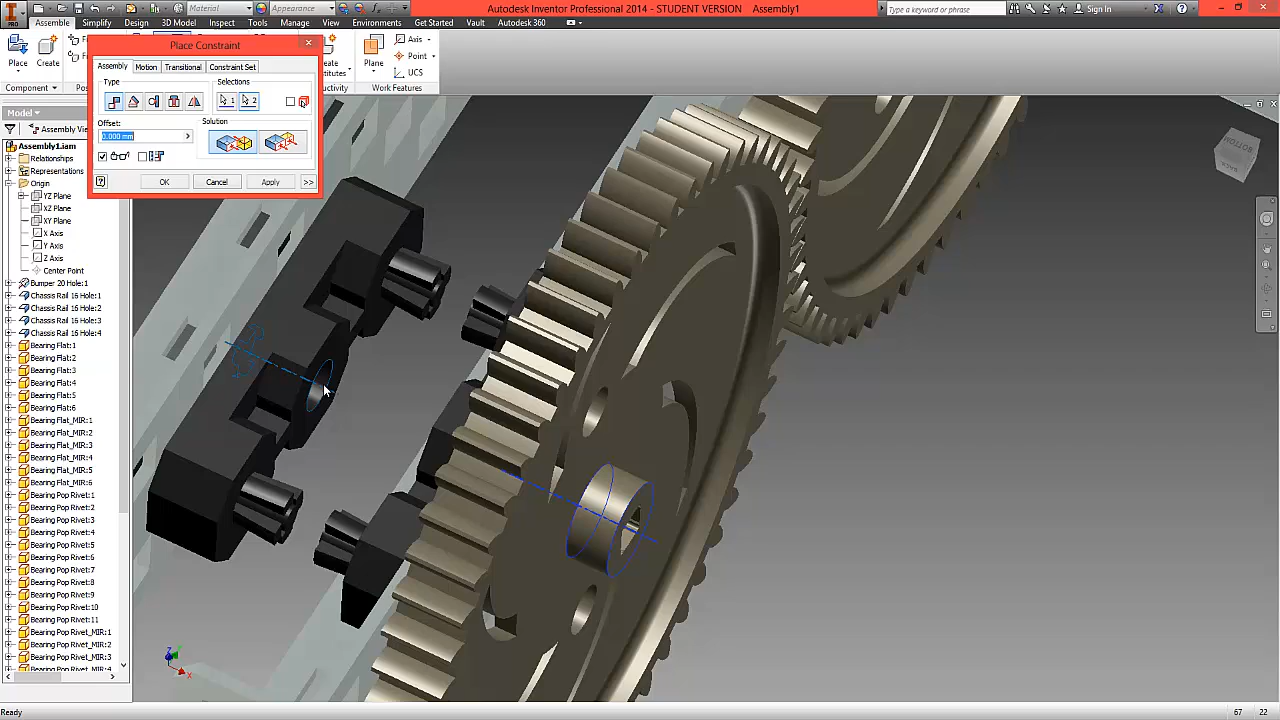 Material
Appearance
Autodesk Inventor Professional 2014 - STUDENT VERSION Assembly1
Type a keyword or phrase
Sign In
PRO
Assemble
Simplify
Design
3D Model
Inspect
Tools
Manage
View
Environments
Get Started
Vault
Autodesk 360
Place
Create
Component
Plane
Axis
Point
UCS
Work Features
Place Constraint
Assembly
Motion
Transitional
Constraint Set
Type
Selections
1
2
Offset:
0.000 mm
Solution
OK
Cancel
Apply
>>
Model
Assembly View
Assembly1.iam
Relationships
Representations
Origin
YZ Plane
XZ Plane
XY Plane
X Axis
Y Axis
Z Axis
Center Point
Bumper 20 Hole:1
Chassis Rail 16 Hole:1
Chassis Rail 16 Hole:2
Chassis Rail 16 Hole:3
Chassis Rail 16 Hole:4
Bearing Flat:1
Bearing Flat:2
Bearing Flat:3
Bearing Flat:4
Bearing Flat:5
Bearing Flat:6
Bearing Flat_MIR:1
Bearing Flat_MIR:2
Bearing Flat_MIR:3
Bearing Flat_MIR:4
Bearing Flat_MIR:5
Bearing Flat_MIR:6
Bearing Pop Rivet:1
Bearing Pop Rivet:2
Bearing Pop Rivet:3
Bearing Pop Rivet:4
Bearing Pop Rivet:5
Bearing Pop Rivet:6
Bearing Pop Rivet:7
Bearing Pop Rivet:8
Bearing Pop Rivet:9
Bearing Pop Rivet:10
Bearing Pop Rivet:11
Bearing Pop Rivet_MIR:1
Bearing Pop Rivet_MIR:2
Bearing Pop Rivet_MIR:3
Bearing Pop Rivet_MIR:4
BOTTOM
Z
X
Ready
67
22